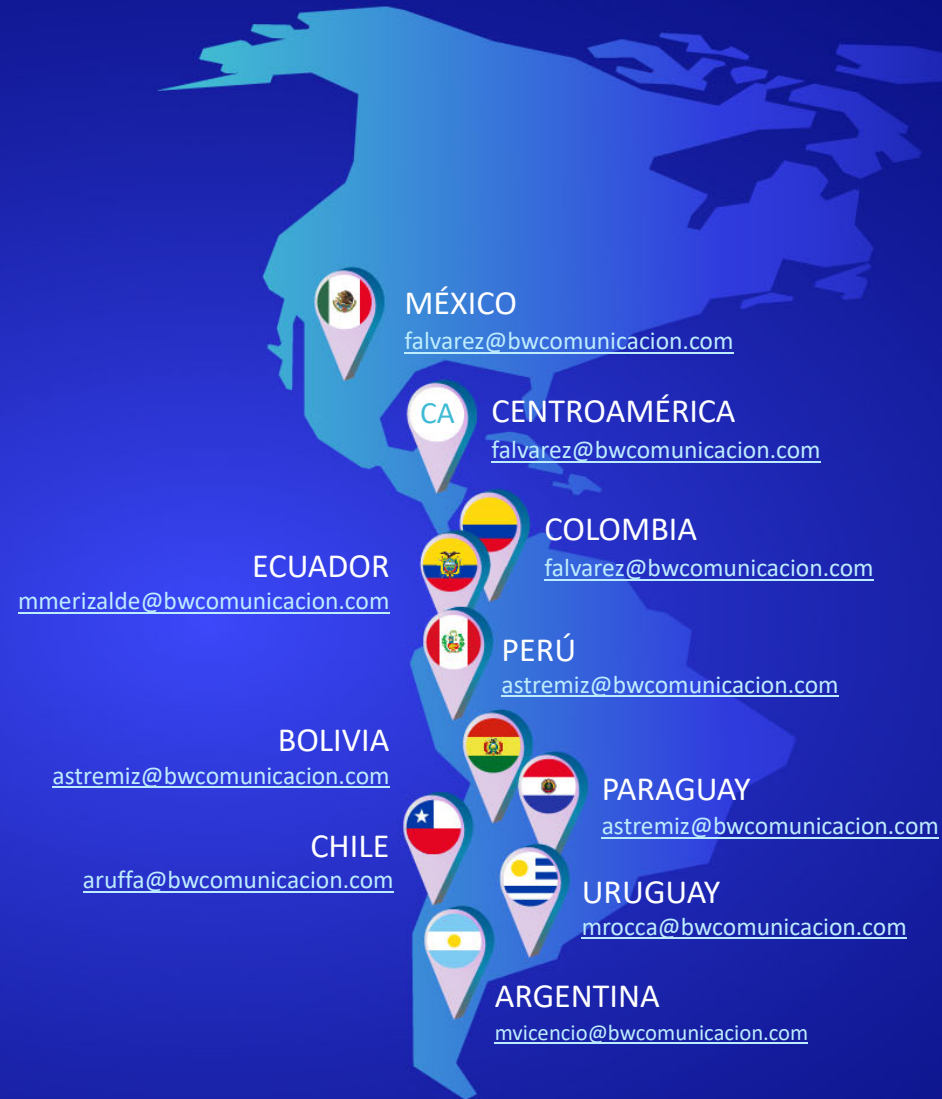 MÉXICO
falvarez@bwcomunicacion.com
CA
CENTROAMÉRICA
falvarez@bwcomunicacion.com
COLOMBIA
falvarez@bwcomunicacion.com
ECUADOR
mmerizalde@bwcomunicacion.com
PERÚ
astremiz@bwcomunicacion.com
BOLIVIA
astremiz@bwcomunicacion.com
PARAGUAY
astremiz@bwcomunicacion.com
CHILE
aruffa@bwcomunicacion.com
URUGUAY
mrocca@bwcomunicacion.com
ARGENTINA
mvicencio@bwcomunicacion.com